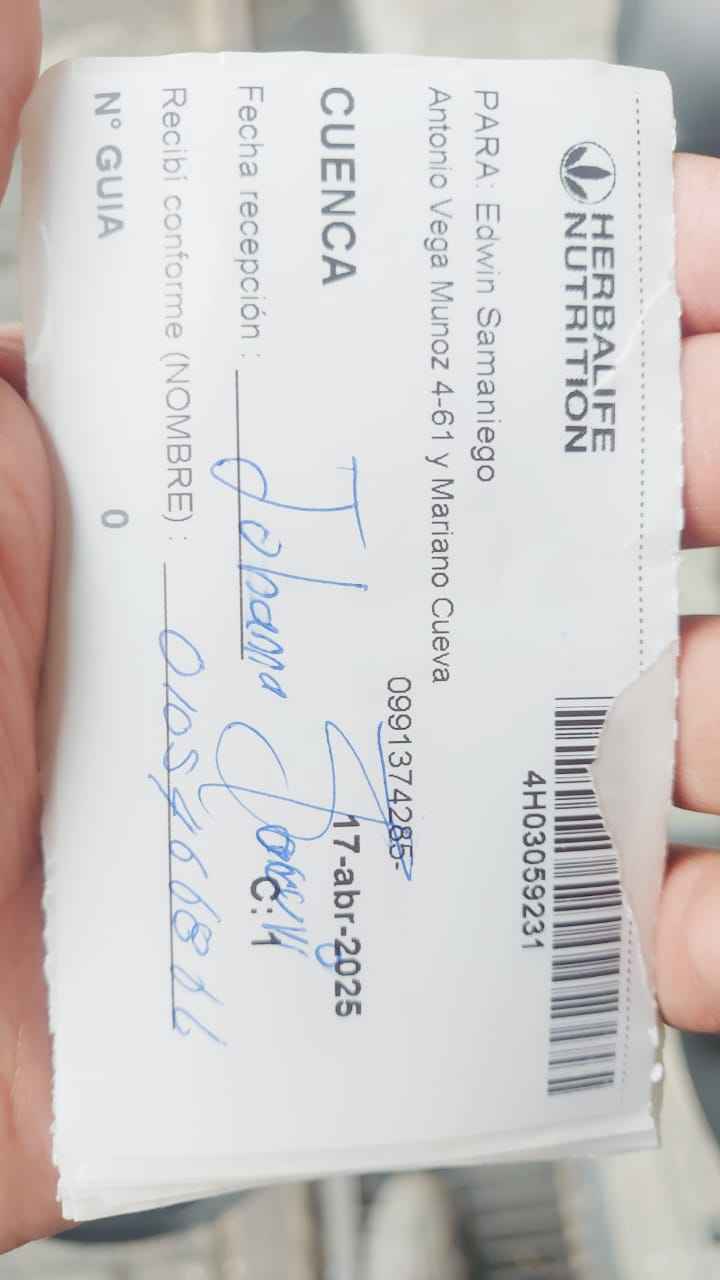 HERBALIFE
NUTRITION
4H03059231
PARA: Edwin Samaniego
Antonio Vega Munoz 4-61 y Mariano Cueva
0991374285-
CUENCA
17-abr-2025
Fecha recepción :
C: 1
Recibí conforme (NOMBRE) :
N° GUIA 0